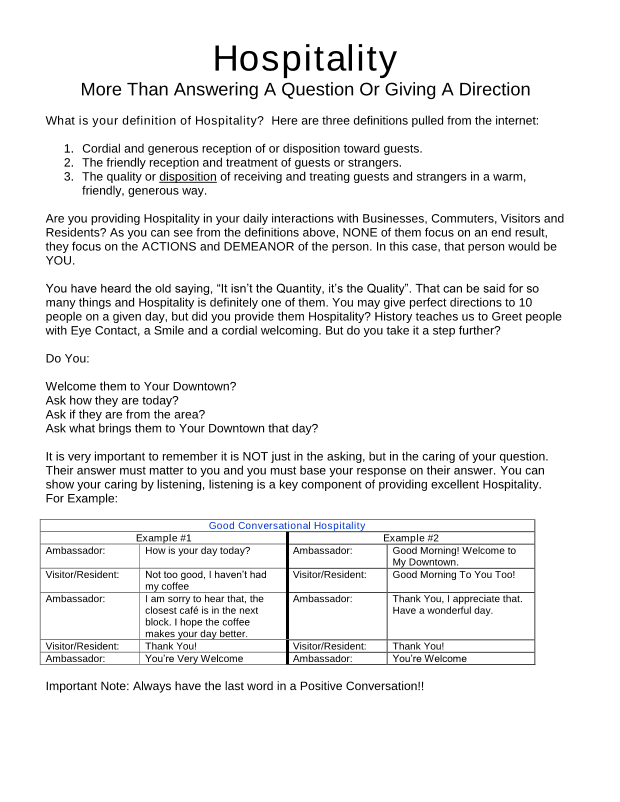 Hospitality
More Than Answering A Question Or Giving A Direction
What is your definition of Hospitality?  Here are three definitions pulled from the internet:
1. Cordial and generous reception of or disposition toward guests.
2. The friendly reception and treatment of guests or strangers.
3. The quality or disposition of receiving and treating guests and strangers in a warm,
friendly, generous way.
Are you providing Hospitality in your daily interactions with Businesses, Commuters, Visitors and
Residents? As you can see from the definitions above, NONE of them focus on an end result,
they focus on the ACTIONS and DEMEANOR of the person. In this case, that person would be
YOU.
You have heard the old saying, “It isn’t the Quantity, it’s the Quality”. That can be said for so
many things and Hospitality is definitely one of them. You may give perfect directions to 10
people on a given day, but did you provide them Hospitality? History teaches us to Greet people
with Eye Contact, a Smile and a cordial welcoming. But do you take it a step further?
Do You:
Welcome them to Your Downtown?
Ask how they are today?
Ask if they are from the area?
Ask what brings them to Your Downtown that day?
It is very important to remember it is NOT just in the asking, but in the caring of your question.
Their answer must matter to you and you must base your response on their answer. You can
show your caring by listening, listening is a key component of providing excellent Hospitality.
For Example:
Good Conversational Hospitality
Example #1 Example #2
Ambassador: How is your day today? Ambassador: Good Morning! Welcome to
My Downtown.
Visitor/Resident: Not too good, I haven’t had Visitor/Resident: Good Morning To You Too!
my coffee
Ambassador: I am sorry to hear that, the Ambassador: Thank You, I appreciate that.
closest café is in the next Have a wonderful day.
block. I hope the coffee
makes your day better.
Visitor/Resident: Thank You! Visitor/Resident: Thank You!
Ambassador: You’re Very Welcome Ambassador: You’re Welcome
Important Note: Always have the last word in a Positive Conversation!!